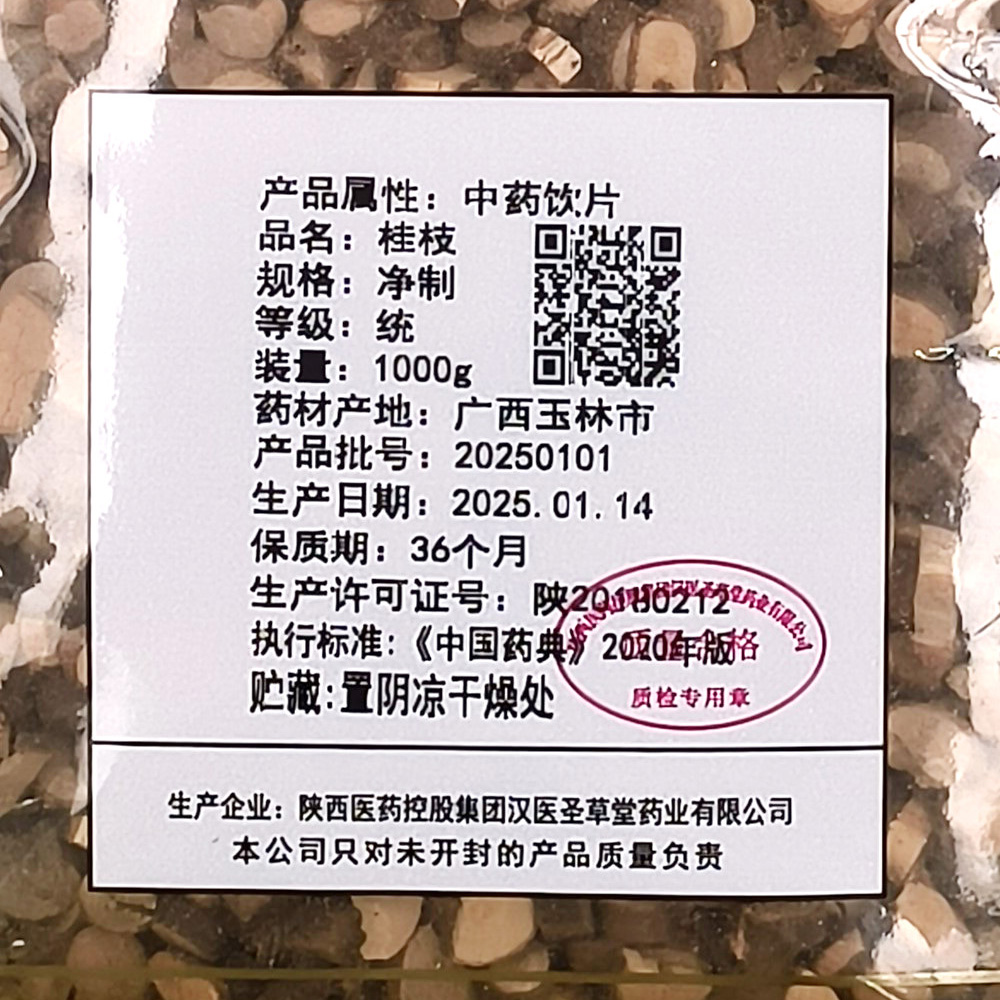 产品属性：中药饮片
品名：桂枝
规格：净制
等级：统
装量：1000g
药材产地：广西玉林市
产品批号：20250101
生产日期：2025.01.14
保质期：36个月
生产许可证号：陕20180212
执行标准：《中国药典》2020年版
贮藏：置阴凉干燥处
质检专用章
生产企业：陕西医药控股集团汉医圣草堂药业有限公司
本公司只对未开封的产品质量负责